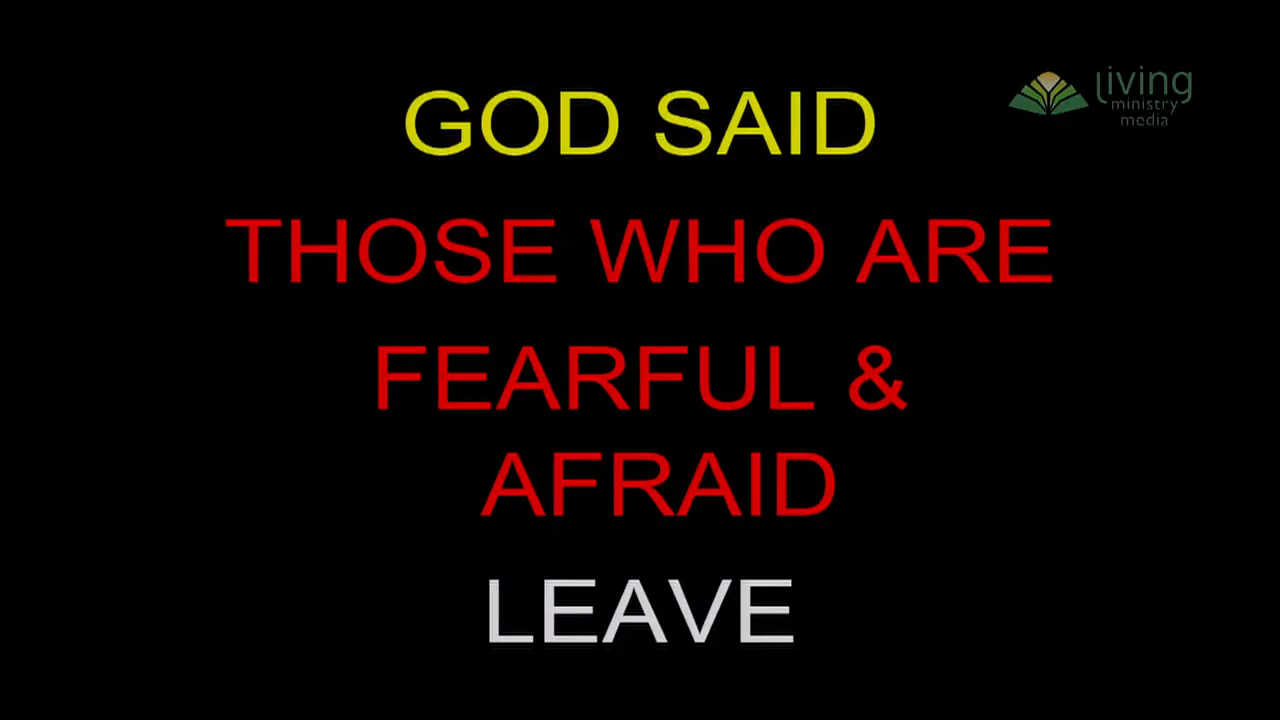 GOD SAID
THOSE WHO ARE
FEARFUL &
AFRAID
LEAVE
Living
ministry
media